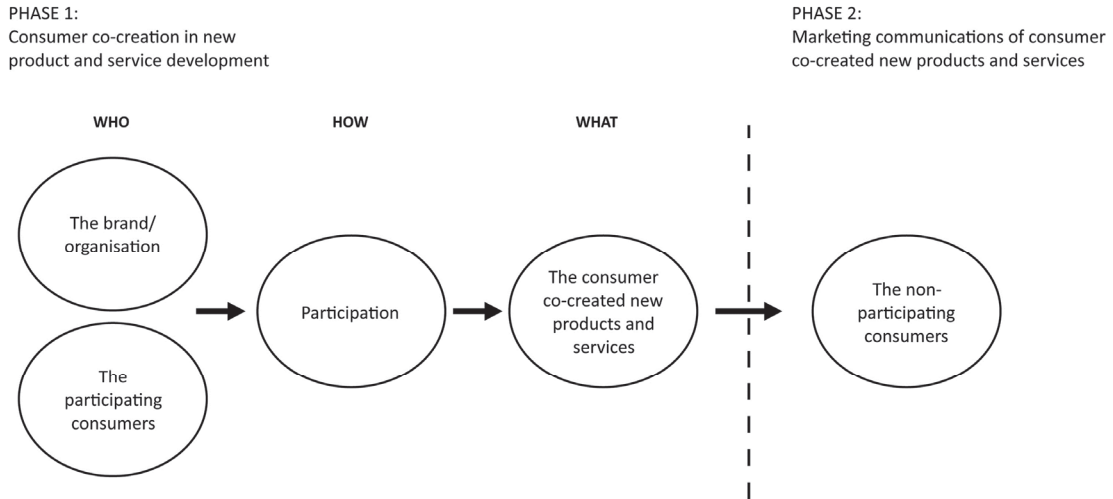 PHASE 1:
Consumer co-creation in new
product and service development
PHASE 2:
Marketing communications of consumer
co-created new products and services
WHO
HOW
WHAT
The brand/
organisation
The
participating
consumers
Participation
The consumer
co-created new
products and
services
The non-
participating
consumers